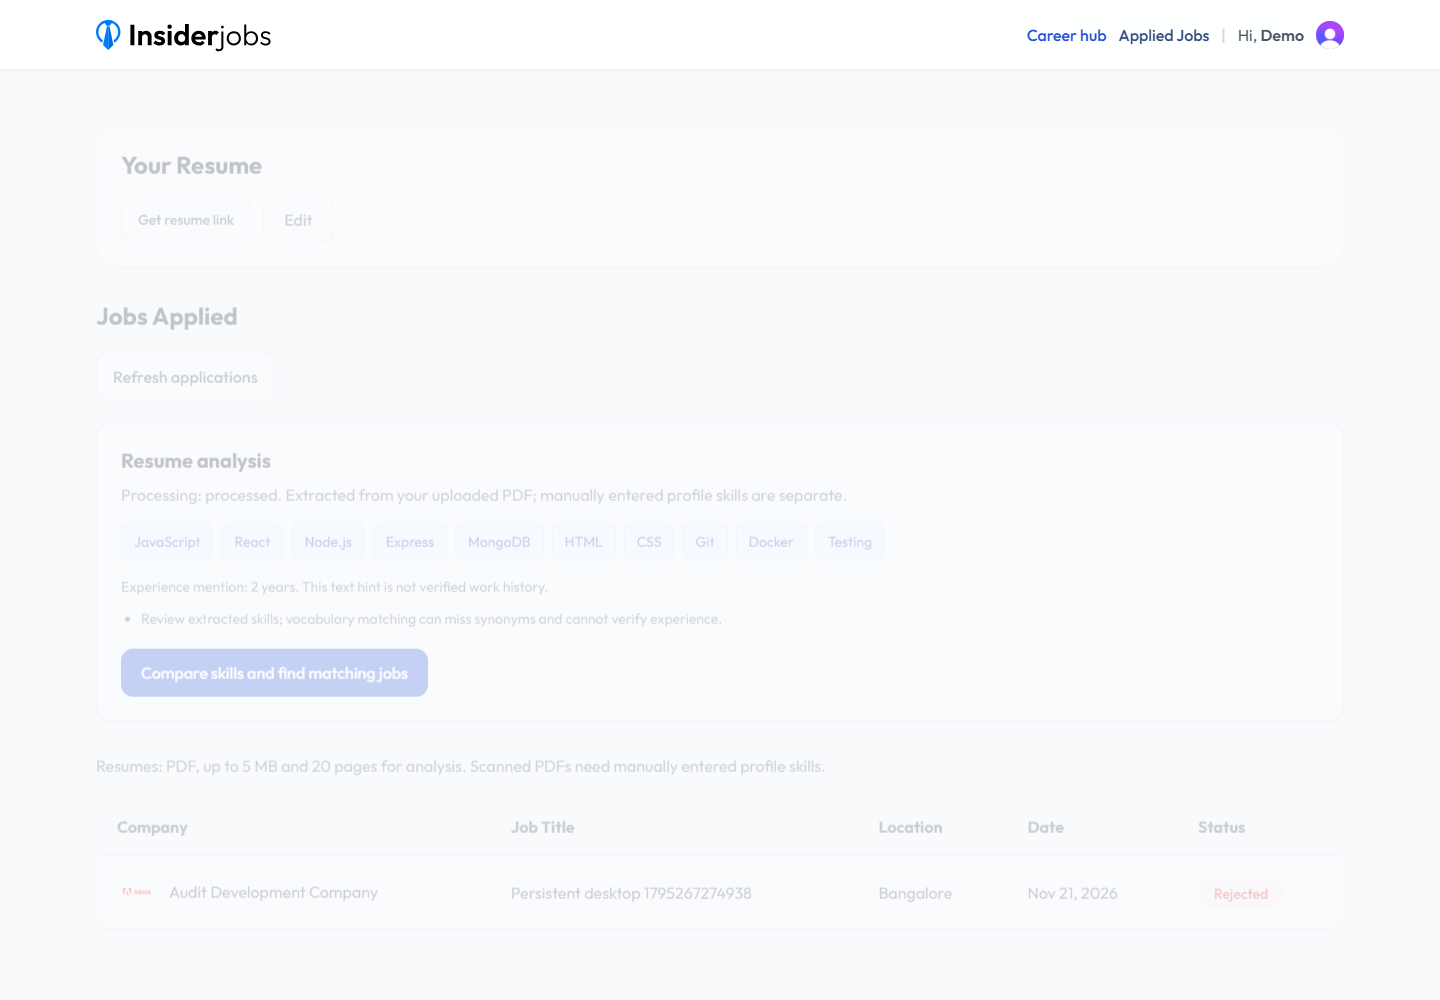 Insiderjobs
Career hub Applied Jobs | Hi, Demo
Your Resume
Get resume link Edit
Jobs Applied
Refresh applications
Resume analysis
Processing: processed. Extracted from your uploaded PDF; manually entered profile skills are separate.
JavaScript React Node.js Express MongoDB HTML CSS Git Docker Testing
Experience mention: 2 years. This text hint is not verified work history.
• Review extracted skills; vocabulary matching can miss synonyms and cannot verify experience.
Compare skills and find matching jobs
Resumes: PDF, up to 5 MB and 20 pages for analysis. Scanned PDFs need manually entered profile skills.
Company Job Title Location Date Status
Adobe Audit Development Company Persistent desktop 1795267274938 Bangalore Nov 21, 2026 Rejected